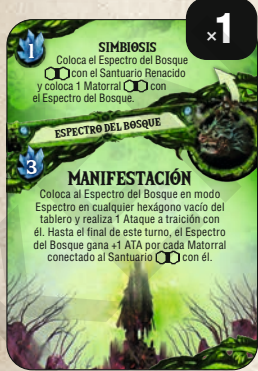 ×1
1
SIMBIOSIS
Coloca el Espectro del Bosque
con el Santuario Renacido
y coloca 1 Matorral con
el Espectro del Bosque.
ESPECTRO DEL BOSQUE
3
MANIFESTACIÓN
Coloca al Espectro del Bosque en modo
Espectro en cualquier hexágono vacío del
tablero y realiza 1 Ataque a traición con
él. Hasta el final de este turno, el Espectro
del Bosque gana +1 ATA por cada Matorral
conectado al Santuario con él.